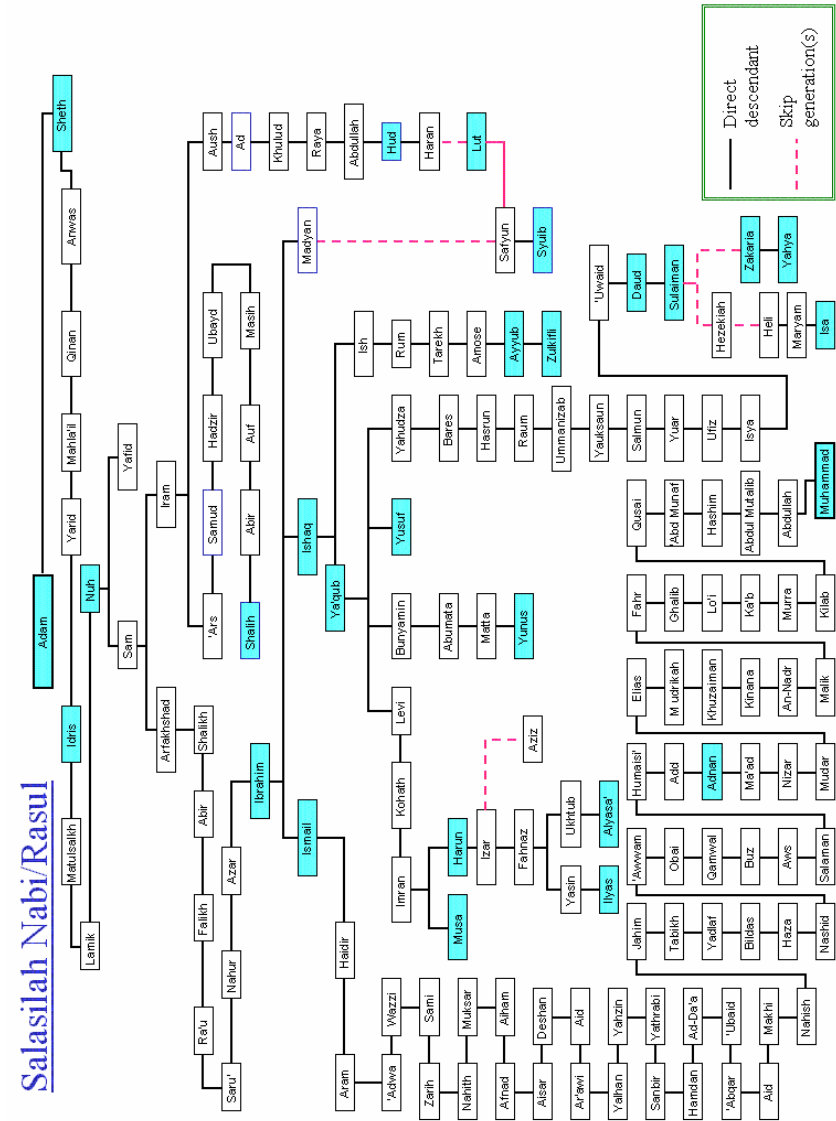 Salasilah Nabi/Rasul
Adam
Sheth
Anwas
Qinan
Mahla'il
Yarid
Idris
Matulsalkh
Lamik
Nuh
Yafid
Sam
Iram
Arfakhshad
Shalikh
Abir
Falikh
Ra'u
Saru'
Nahur
Azar
Ibrahim
'Ars
Samud
Hadzir
Ubayd
Masih
Auf
Abir
Shalih
Aush
Ad
Khulud
Raya
Abdullah
Hud
Haran
Lut
Madyan
Safyun
Syuib
Ismail
Ishaq
Ya'qub
Ish
Rum
Tarekh
Amose
Ayyub
Zulkifli
Levi
Bunyamin
Yusuf
Yahudza
Kohath
Imran
Musa
Harun
Izar
Aziz
Fahnaz
Yasin
Ukhtub
Ilyas
Alyasa'
Abumata
Matta
Yunus
Bares
Hasrun
Raum
Ummanizab
Yauksaun
Salmun
Yuar
Ufiz
Isya
'Uwaid
Daud
Sulaiman
Hezekiah
Zakaria
Yahya
Heli
Maryam
Isa
Haidir
Aram
'Adwa
Wazzi
Sami
Zarih
Nahith
Muksar
Aiham
Afnad
Aisar
Deshan
Aid
Ar'awi
Yalhan
Yahzin
Yathrabi
Sanbir
Hamdan
Ad-Da'a
'Ubaid
'Abqar
Aid
Makhi
Nahish
Jahim
Tabikh
Yadlaf
Bildas
Haza
Nashid
'Awwam
Obai
Qamwal
Buz
Aws
Salaman
Humaisi'
Add
Adnan
Ma'ad
Nizar
Mudar
Elias
Mudrikah
Khuzaiman
Kinana
An-Nadr
Malik
Fahr
Ghalib
Lo'i
Ka'b
Murra
Kilab
Qusai
'Abd Munaf
Hashim
Abdul Mutalib
Abdullah
Muhammad
Direct
descendant
Skip
generation(s)